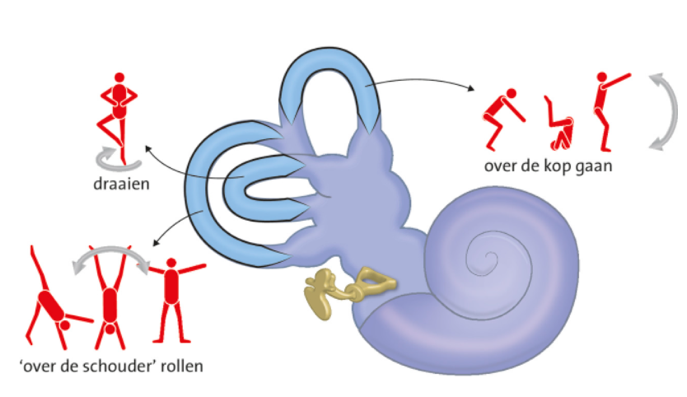 draaien
over de kop gaan
‘over de schouder’ rollen